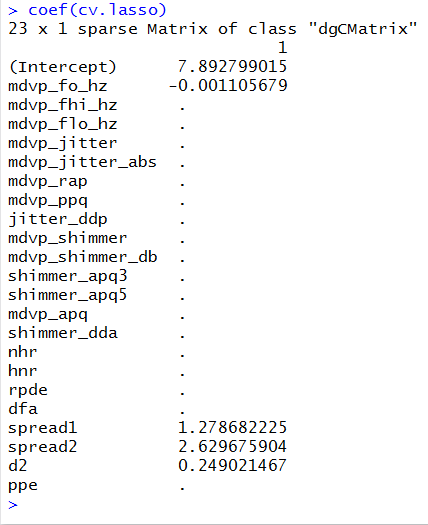 > coef(cv.lasso)
23 x 1 sparse Matrix of class "dgCMatrix"
1
(Intercept) 7.892799015
mdvp_fo_hz -0.001105679
mdvp_fhi_hz .
mdvp_flo_hz .
mdvp_jitter .
mdvp_jitter_abs .
mdvp_rap .
mdvp_ppq .
jitter_ddp .
mdvp_shimmer .
mdvp_shimmer_db .
shimmer_apq3 .
shimmer_apq5 .
mdvp_apq .
shimmer_dda .
nhr .
hnr .
rpde .
dfa .
spread1 1.278682225
spread2 2.629675904
d2 0.249021467
ppe .
>